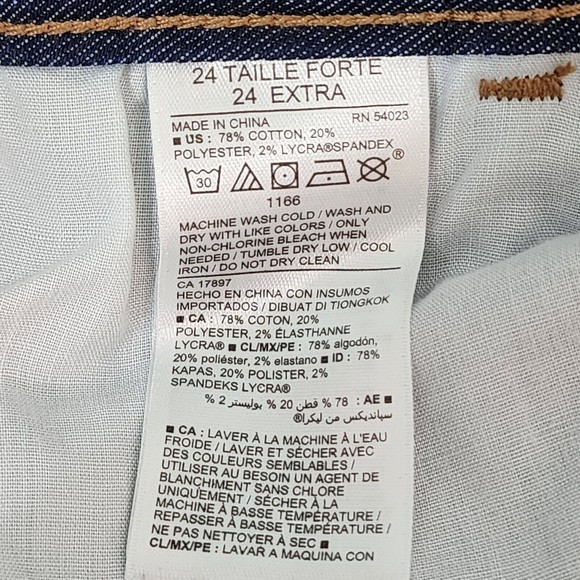 24 TAILLE FORTE
24 EXTRA
MADE IN CHINA RN 54023
■ US : 78% COTTON, 20%
POLYESTER, 2% LYCRA®SPANDEX
30 ®
1166
MACHINE WASH COLD / WASH AND
DRY WITH LIKE COLORS / ONLY
NON-CHLORINE BLEACH WHEN
NEEDED / TUMBLE DRY LOW / COOL
IRON / DO NOT DRY CLEAN
CA 17897
HECHO EN CHINA CON INSUMOS
IMPORTADOS / DIBUAT DI TIONGKOK
■ CA : 78% COTON, 20%
POLYESTER, 2% ÉLASTHANNE
LYCRA® ■ CL/MX/PE : 78% algodón,
20% poliéster, 2% elastano ■ ID : 78%
KAPAS, 20% POLISTER, 2%
SPANDEKS LYCRA®
■ AE : 78 % قطن 20 % بوليستر 2 %
سبانديكس من ليكرا®
■ CA : LAVER À LA MACHINE À L'EAU
FROIDE / LAVER ET SÉCHER AVEC
DES COULEURS SEMBLABLES /
UTILISER AU BESOIN UN AGENT DE
BLANCHIMENT SANS CHLORE
UNIQUEMENT / SÉCHER À LA
MACHINE À BASSE TEMPÉRATURE /
REPASSER À BASSE TEMPÉRATURE /
NE PAS NETTOYER À SEC ■
CL/MX/PE : LAVAR A MAQUINA CON